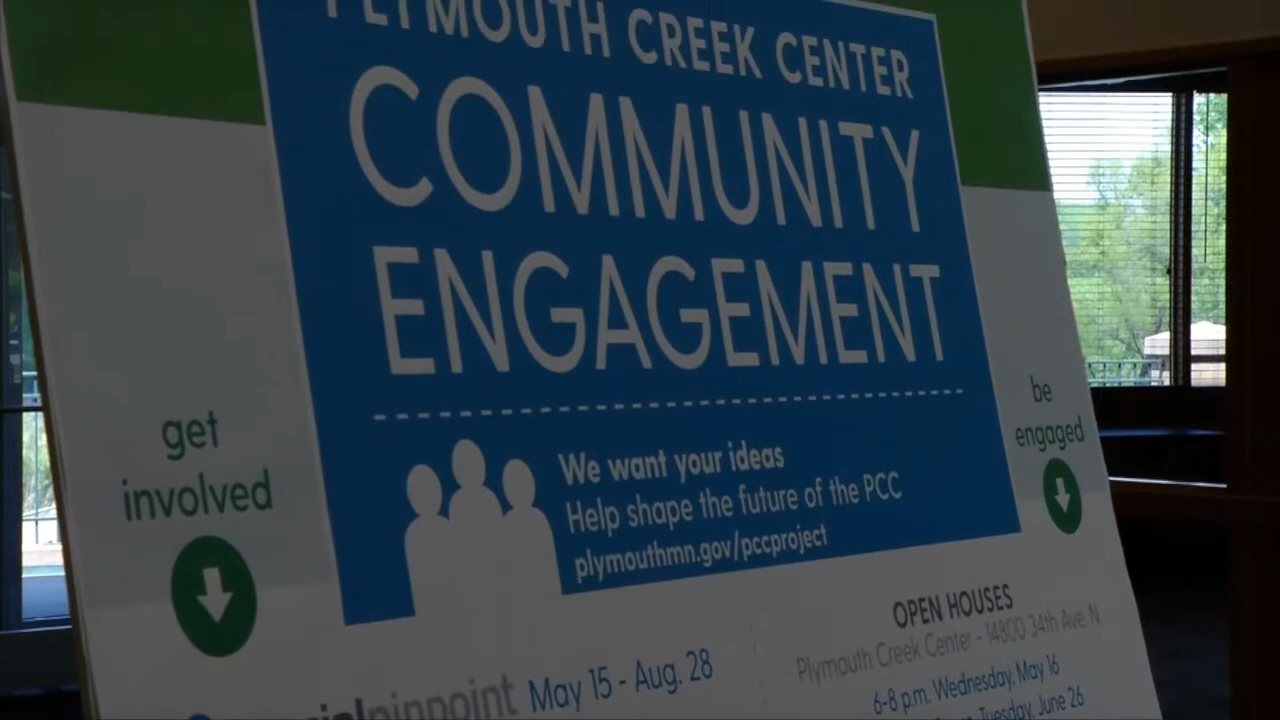 PLYMOUTH CREEK CENTER
COMMUNITY
ENGAGEMENT
get
involved
be
engaged
We want your ideas
Help shape the future of the PCC
plymouthmn.gov/pccproject
pinpoint May 15 - Aug. 28
OPEN HOUSES
Plymouth Creek Center - 14800 34th Ave N
6-8 p.m. Wednesday, May 16
Tuesday, June 26